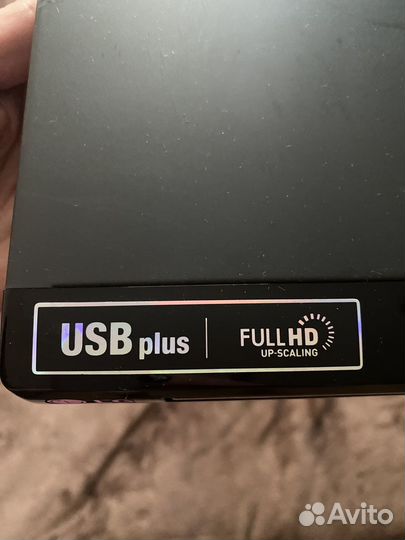 USB plus
FULL HD
UP-SCALING
Avito